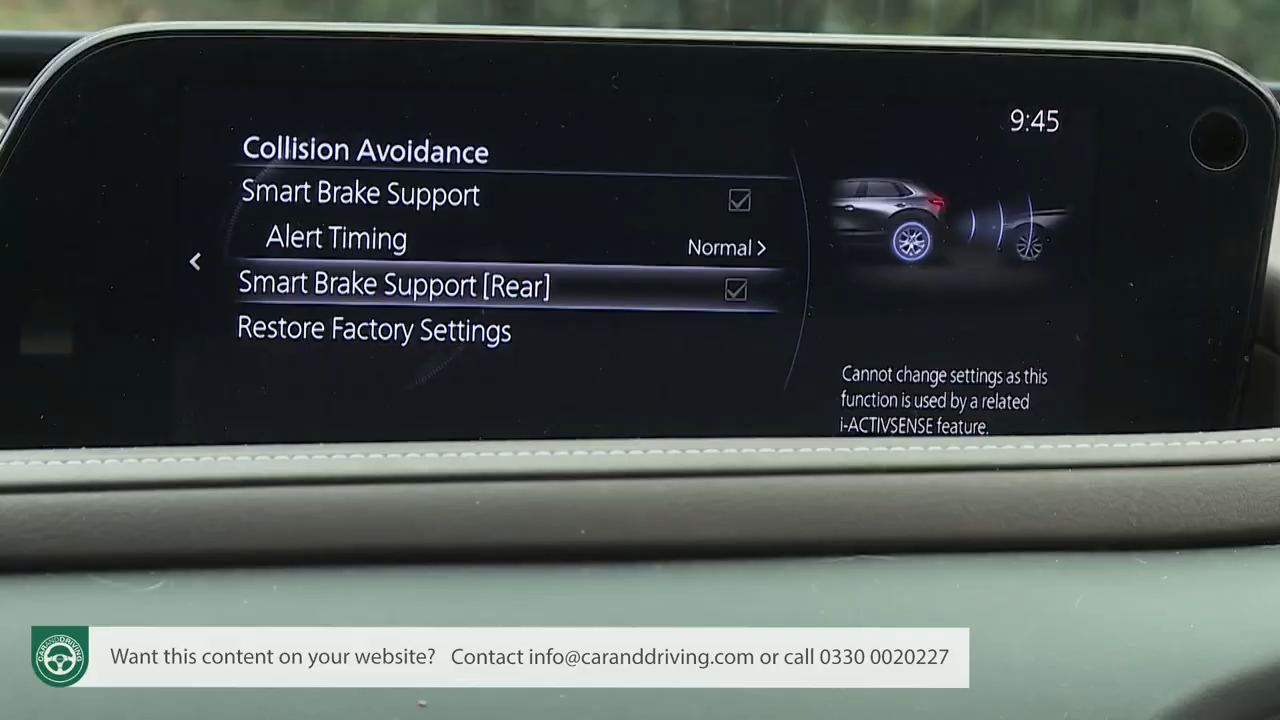 9:45
Collision Avoidance
Smart Brake Support
Alert Timing
Normal >
Smart Brake Support [Rear]
Restore Factory Settings
Cannot change settings as this
function is used by a related
i-ACTIVSENSE feature.
CARANDDRIVING
Want this content on your website? Contact info@caranddriving.com or call 0330 0020227